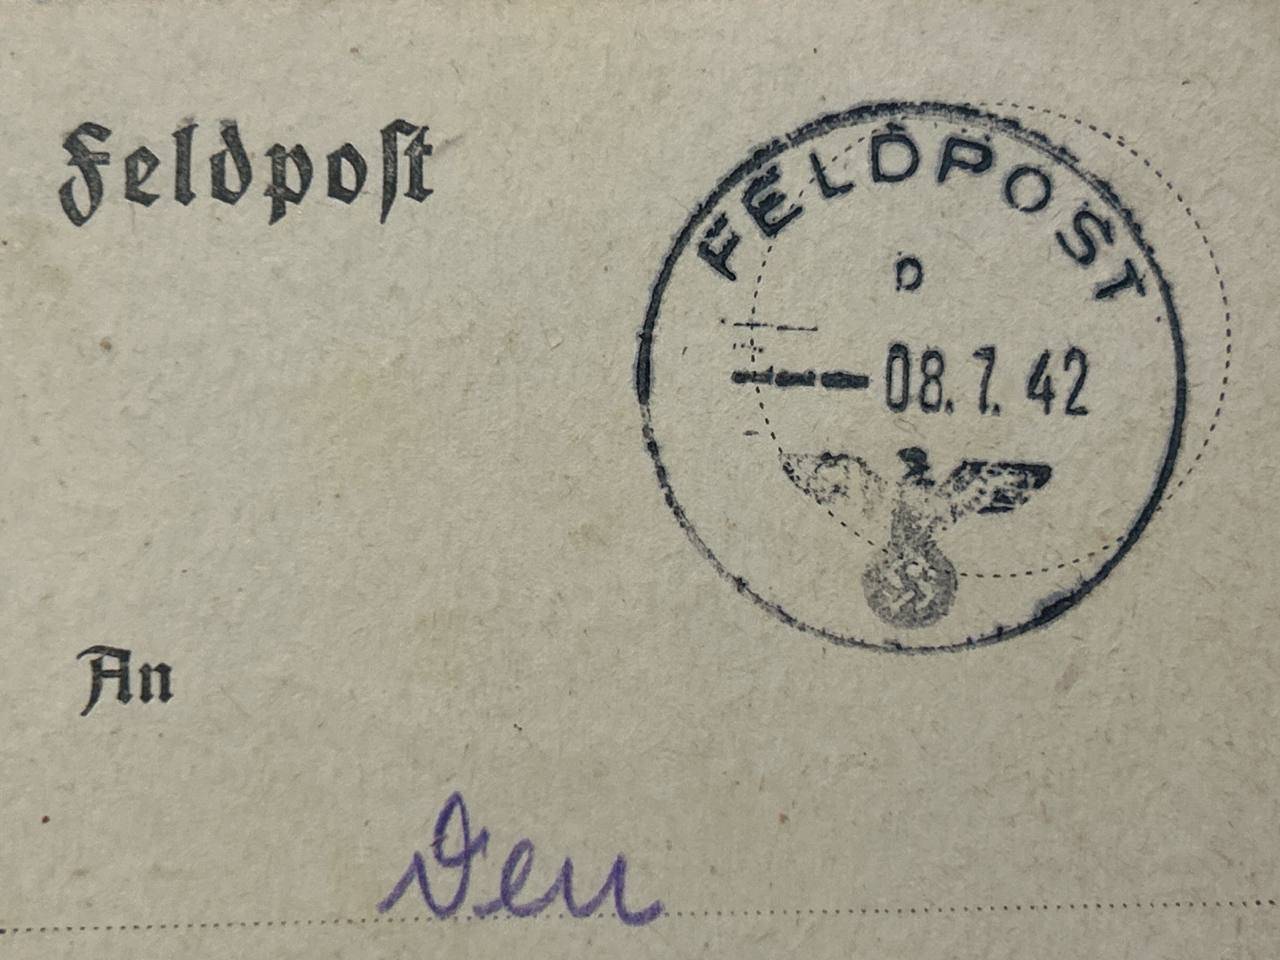 Feldpost
FELDPOST
D
08.7.42
An
Den